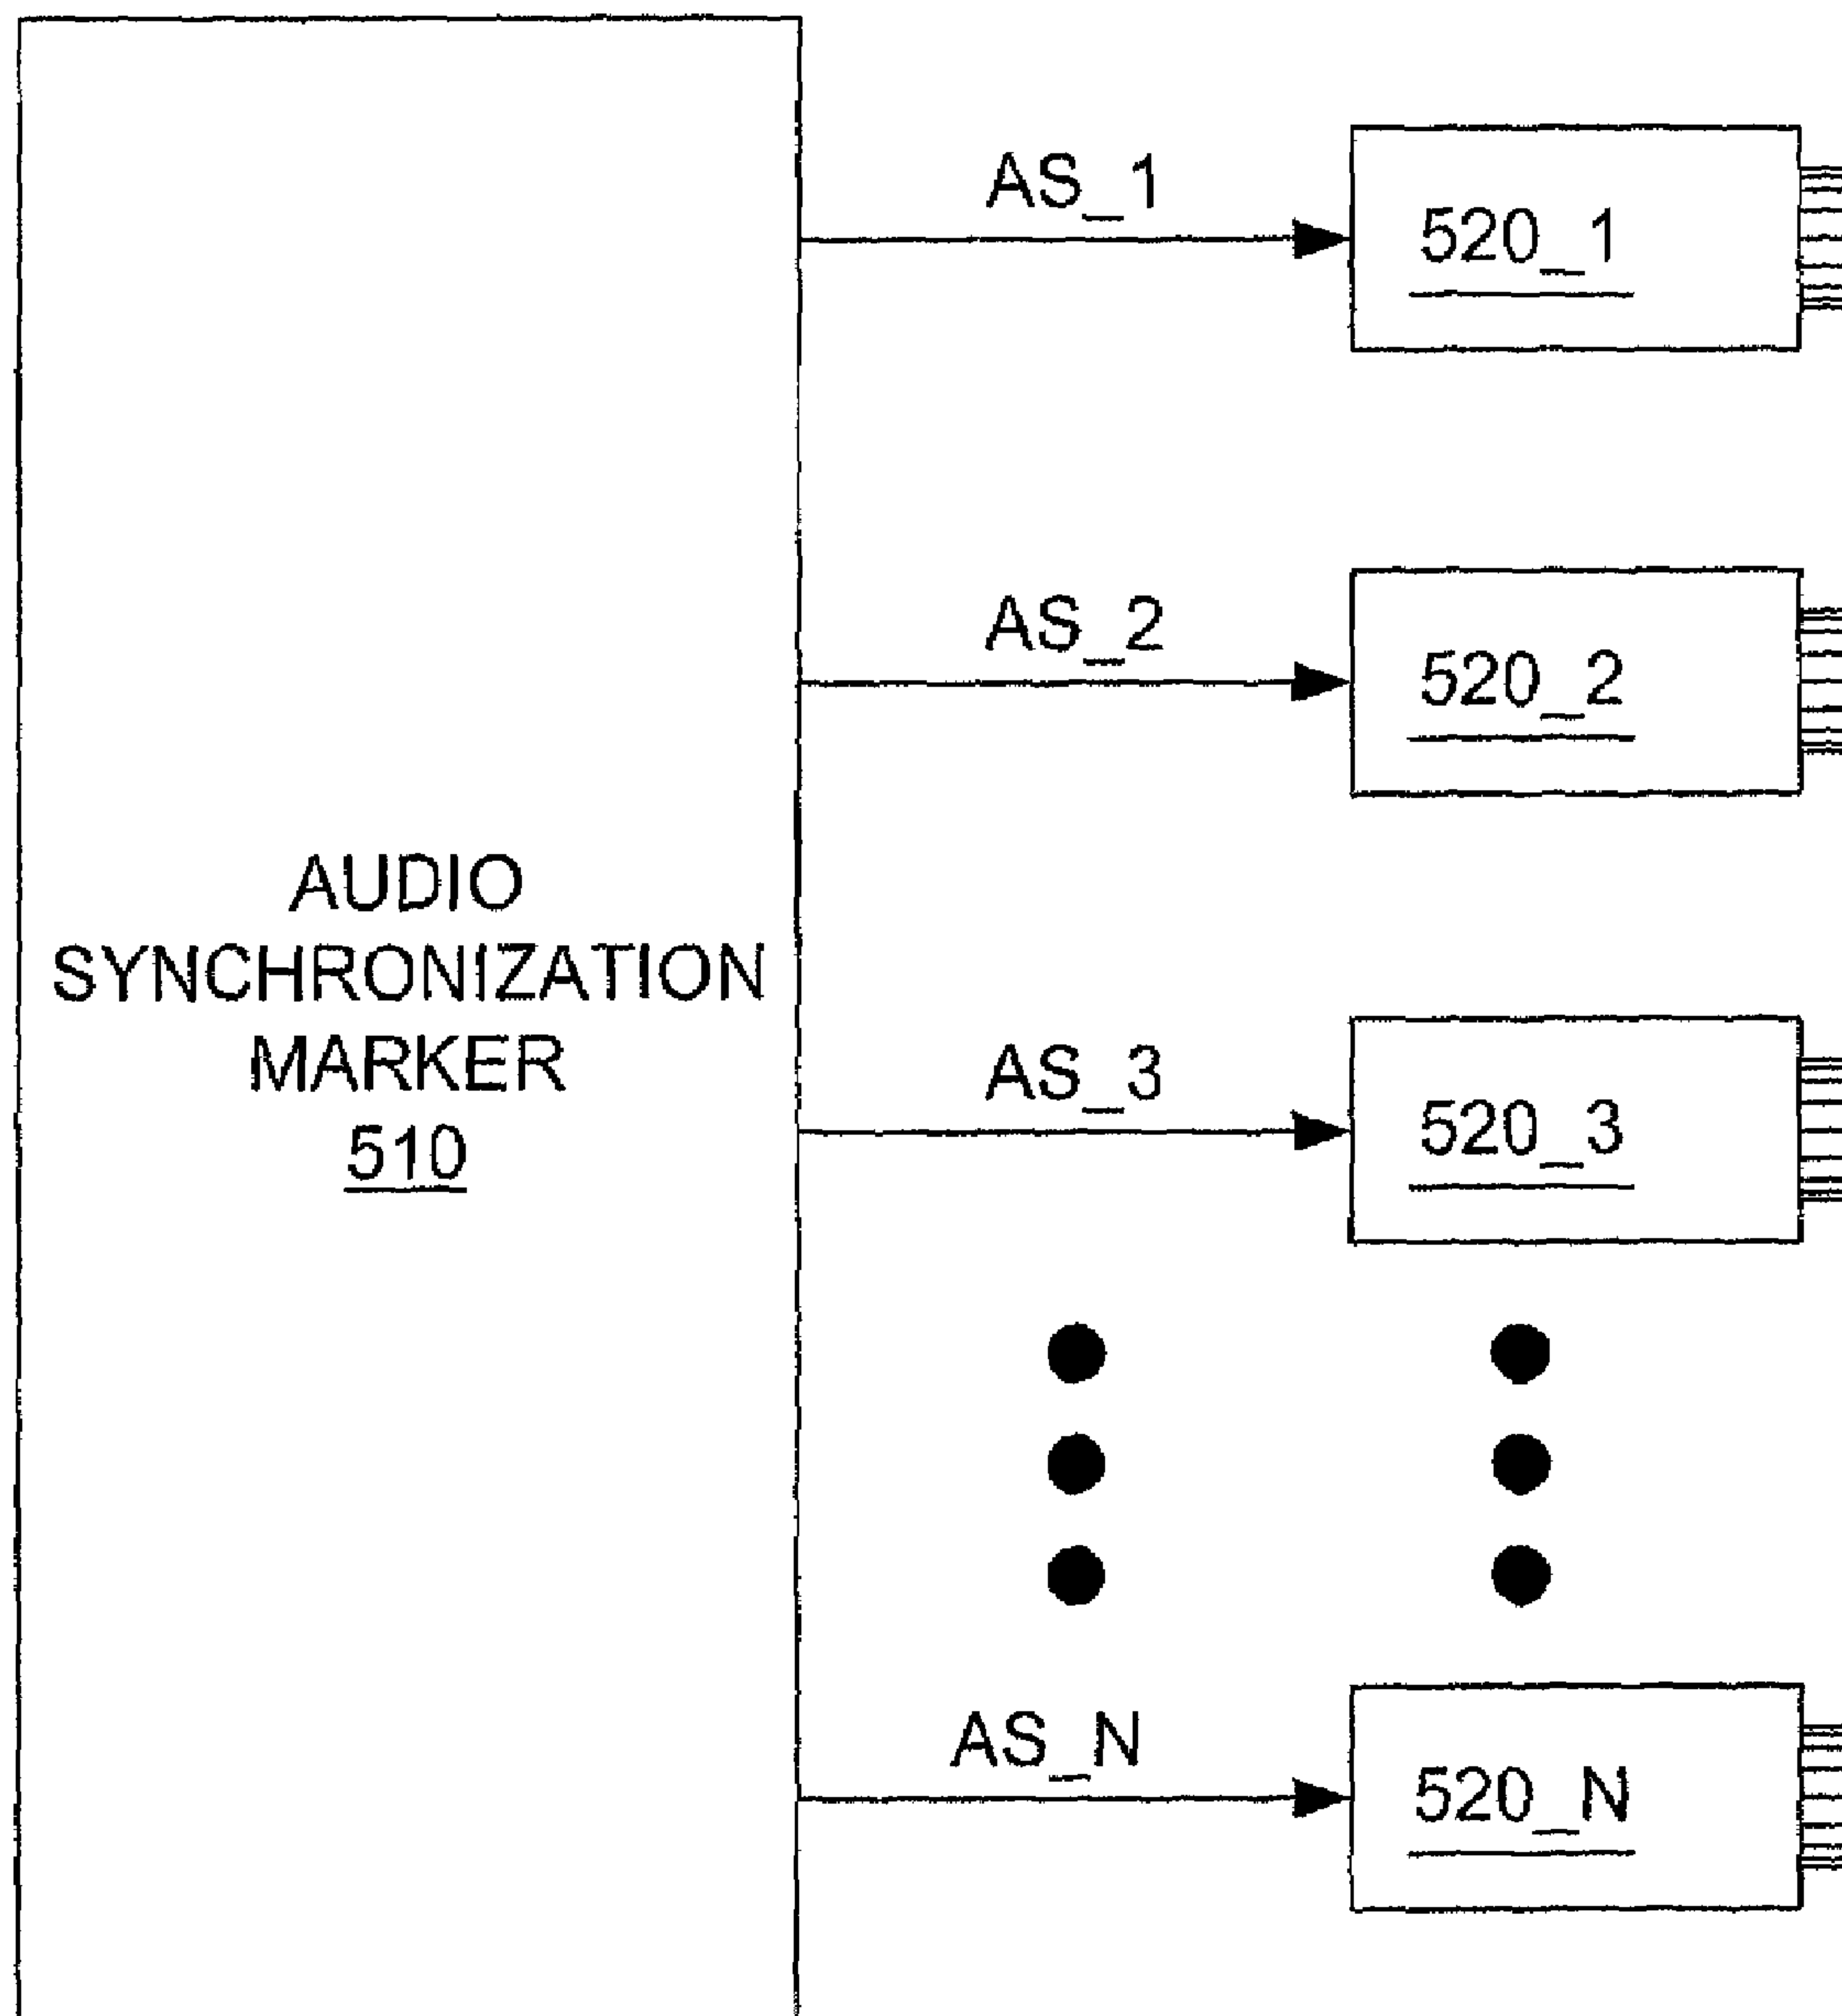 AUDIO
SYNCHRONIZATION
MARKER
510
AS_1
520_1
AS_2
520_2
AS_3
520_3
AS_N
520_N